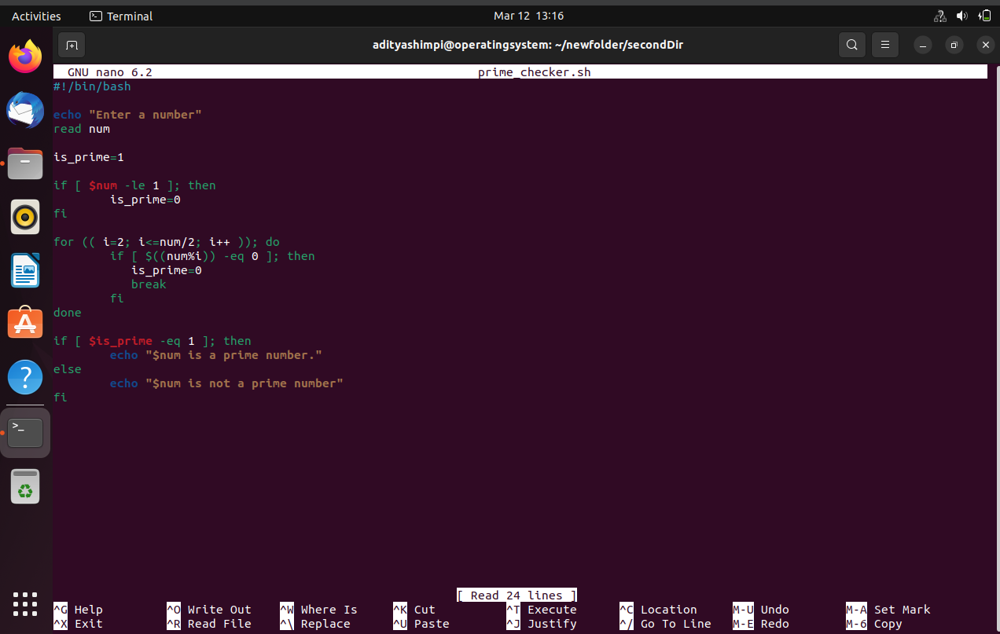 Activities Terminal Mar 12 13:16
adityashimpi@operatingsystem: ~/newfolder/secondDir
GNU nano 6.2 prime_checker.sh
#!/bin/bash
echo "Enter a number"
read num
is_prime=1
if [ $num -le 1 ]; then
is_prime=0
fi
for (( i=2; i<=num/2; i++ )); do
if [ $((num%i)) -eq 0 ]; then
is_prime=0
break
fi
done
if [ $is_prime -eq 1 ]; then
echo "$num is a prime number."
else
echo "$num is not a prime number"
fi
[ Read 24 lines ]
^G Help ^O Write Out ^W Where Is ^K Cut ^T Execute ^C Location M-U Undo M-A Set Mark
^X Exit ^R Read File ^\ Replace ^U Paste ^J Justify ^/ Go To Line M-E Redo M-6 Copy